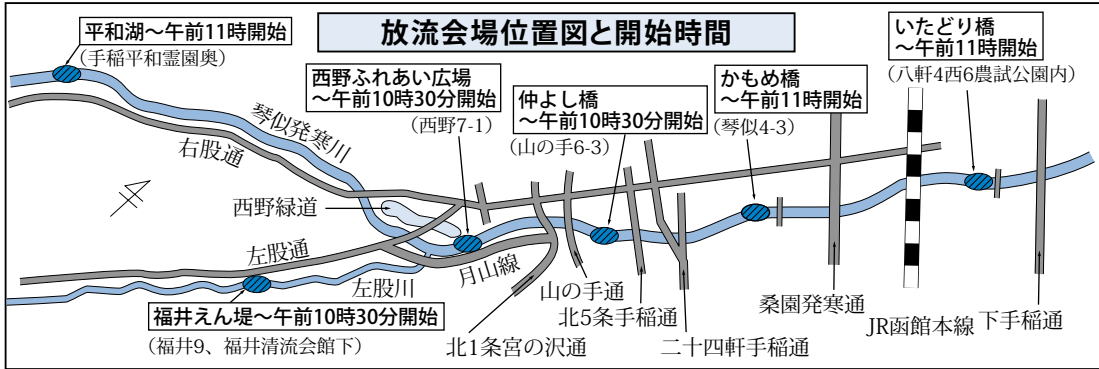 放流会場位置図と開始時間
平和湖～午前11時開始
(手稲平和霊園奥)
西野ふれあい広場
～午前10時30分開始
(西野7-1)
仲よし橋
～午前10時30分開始
(山の手6-3)
かもめ橋
～午前11時開始
(琴似4-3)
いたどり橋
～午前11時開始
(八軒4西6農試公園内)
琴似発寒川
右股通
西野緑道
左股通
左股川
月山線
福井えん堤～午前10時30分開始
(福井9、福井清流会館下)
北1条宮の沢通
山の手通
北5条手稲通
二十四軒手稲通
桑園発寒通
JR函館本線
下手稲通